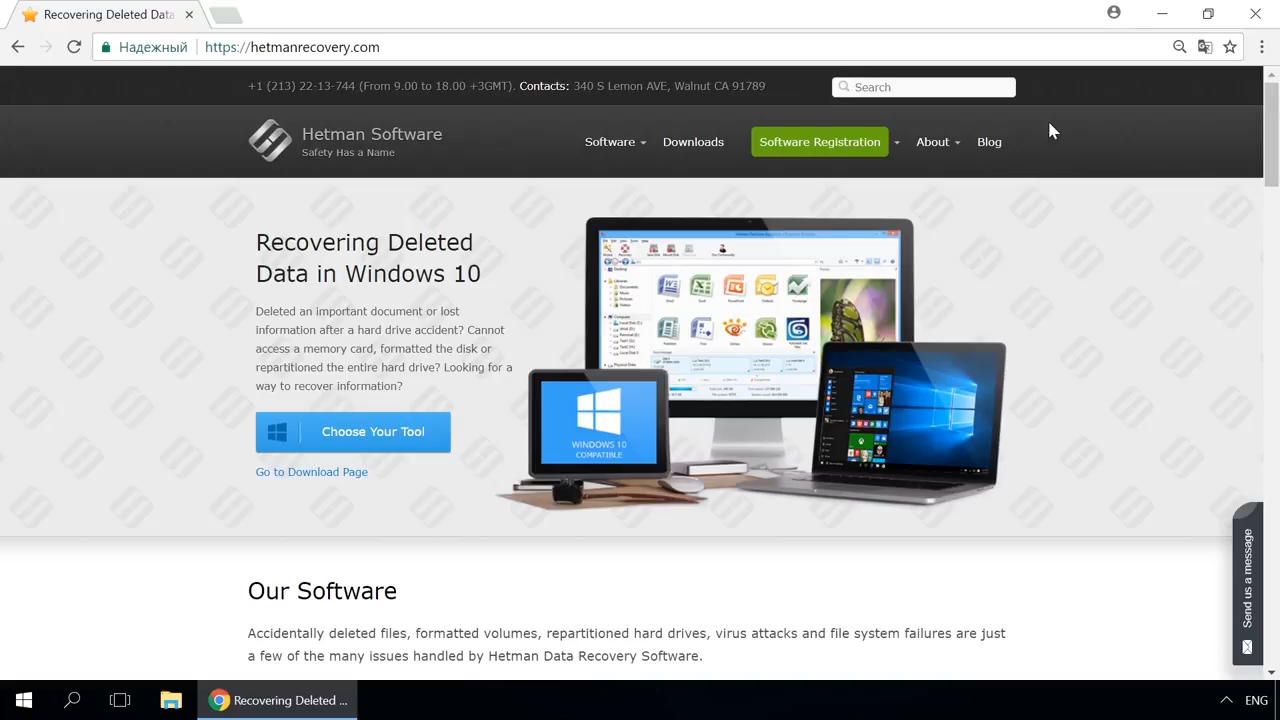 Recovering Deleted Data
Надежный https://hetmanrecovery.com
+1 (213) 22-13-744 (From 9.00 to 18.00 +3GMT). Contacts: 340 S Lemon AVE, Walnut CA 91789
Search
Hetman Software
Safety Has a Name
Software Downloads Software Registration About Blog
Recovering Deleted
Data in Windows 10
Deleted an important document or lost
information after a hard drive accident? Cannot
access a memory card, formatted the disk or
repartitioned the entire hard drive? Looking for a
way to recover information?
Choose Your Tool
Go to Download Page
WINDOWS 10
COMPATIBLE
Send us a message
Our Software
Accidentally deleted files, formatted volumes, repartitioned hard drives, virus attacks and file system failures are just
a few of the many issues handled by Hetman Data Recovery Software.
Recovering Deleted ...
ENG